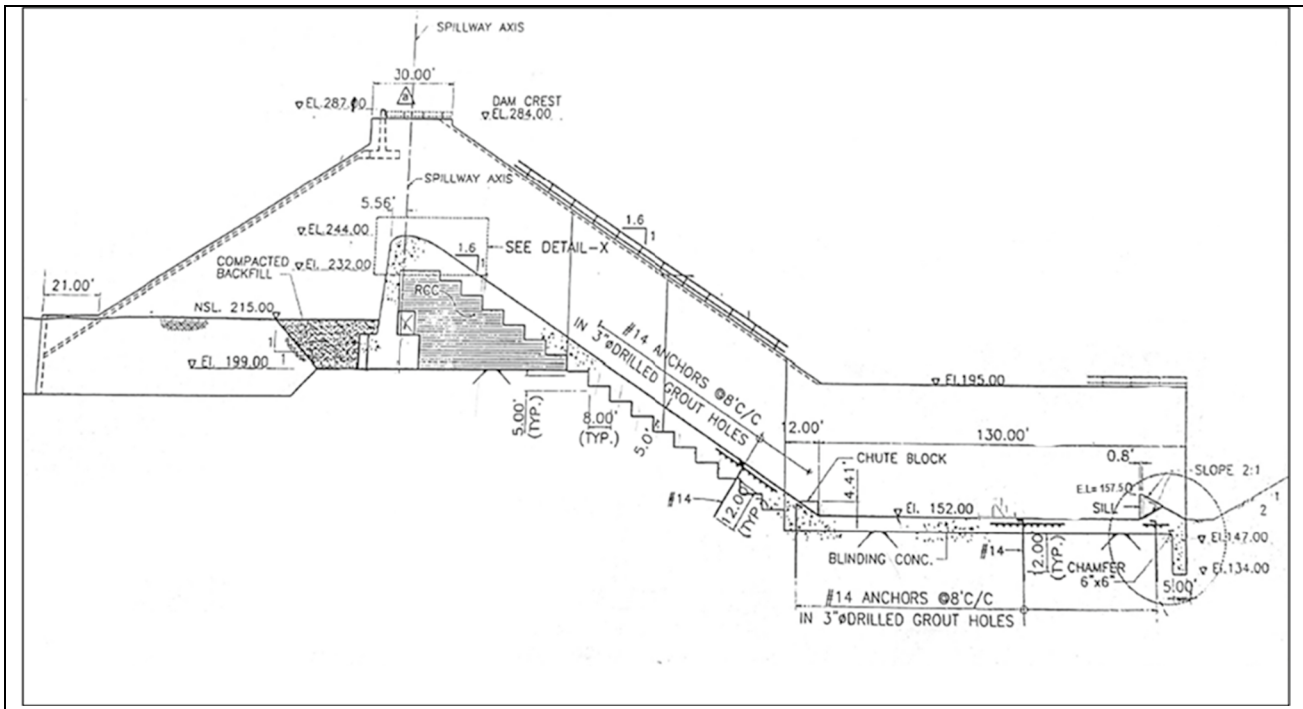 SPILLWAY AXIS
30.00'
a
EL.287.00
DAM CREST
EL.284.00
SPILLWAY AXIS
5.56'
1.6
1
EL.244.00
1.6
1
SEE DETAIL-X
COMPACTED
BACKFILL
El. 232.00
21.00'
RCC
NSL. 215.00
K
1
1
El. 199.00
#14 ANCHORS @8'C/C
IN 3"øDRILLED GROUT HOLES
El.195.00
5.00'
(TYP.)
8.00'
(TYP.)
5.0'
12.00'
130.00'
0.8'
CHUTE BLOCK
4.41'
SLOPE 2:1
E.L= 157.50
SILL
1
2
#14
12.00'
(TYP.)
El. 152.00
El.147.00
BLINDING CONC.
#14
12.00'
(TYP.)
CHAMFER
6"x6"
El.134.00
5.00'
#14 ANCHORS @8'C/C
IN 3"øDRILLED GROUT HOLES